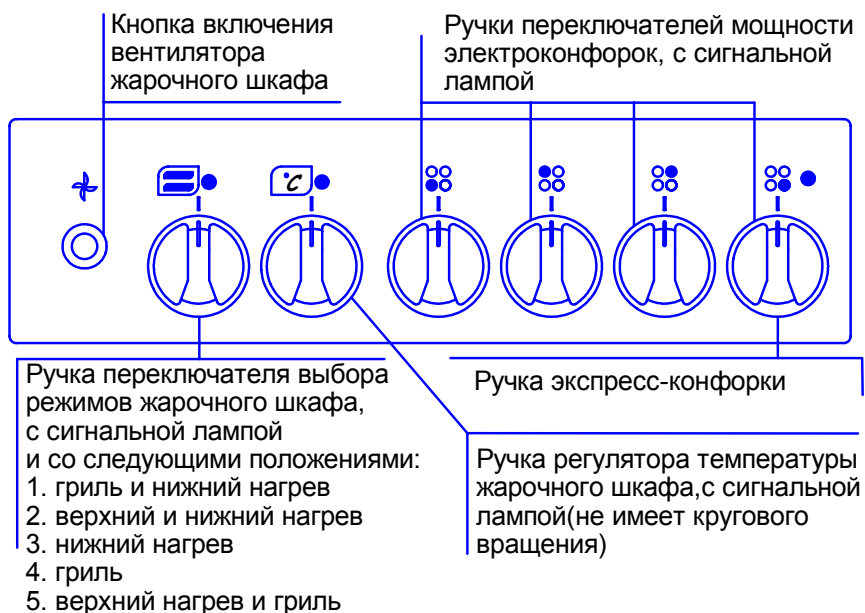 Кнопка включения
вентилятора
жарочного шкафа
Ручки переключателей мощности
электроконфорок, с сигнальной
лампой
°C
Ручка переключателя выбора
режимов жарочного шкафа,
с сигнальной лампой
и со следующими положениями:
1. гриль и нижний нагрев
2. верхний и нижний нагрев
3. нижний нагрев
4. гриль
5. верхний нагрев и гриль
Ручка экспресс-конфорки
Ручка регулятора температуры
жарочного шкафа,с сигнальной
лампой(не имеет кругового
вращения)